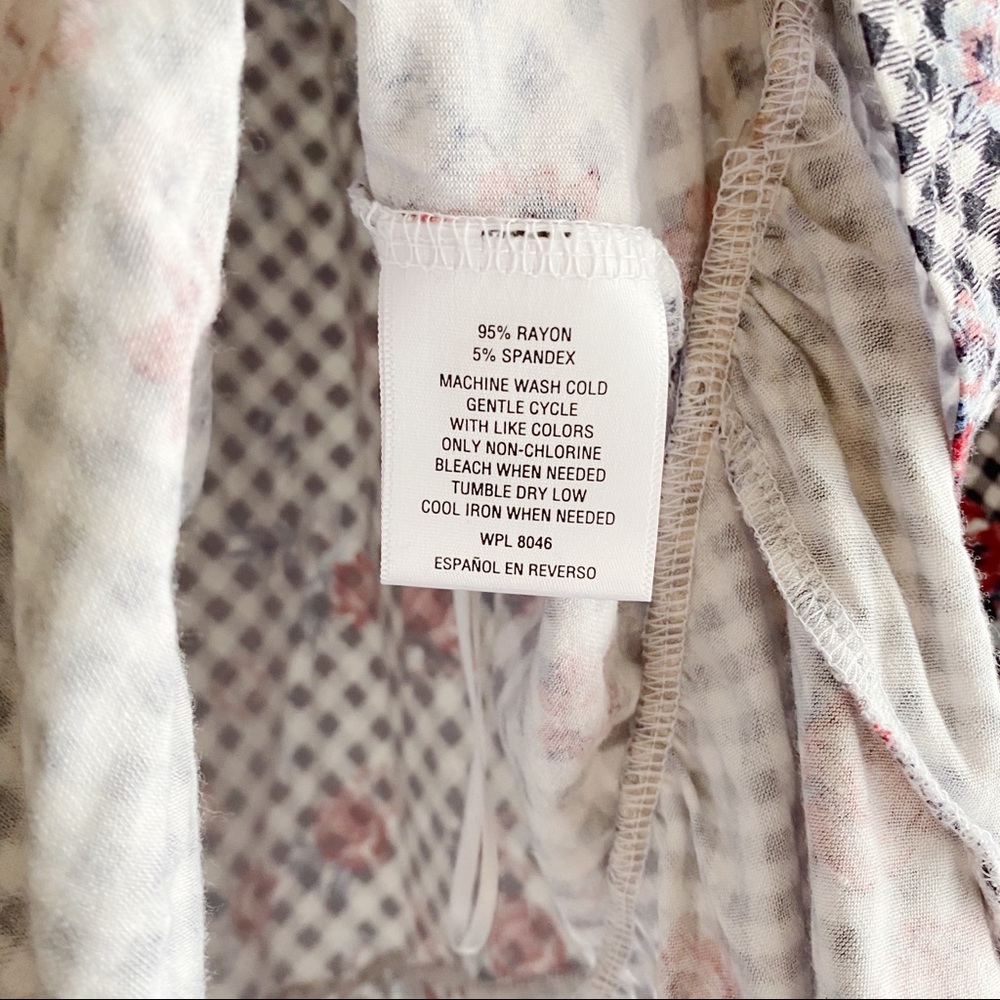 95% RAYON
5% SPANDEX
MACHINE WASH COLD
GENTLE CYCLE
WITH LIKE COLORS
ONLY NON-CHLORINE
BLEACH WHEN NEEDED
TUMBLE DRY LOW
COOL IRON WHEN NEEDED
WPL 8046
ESPAÑOL EN REVERSO